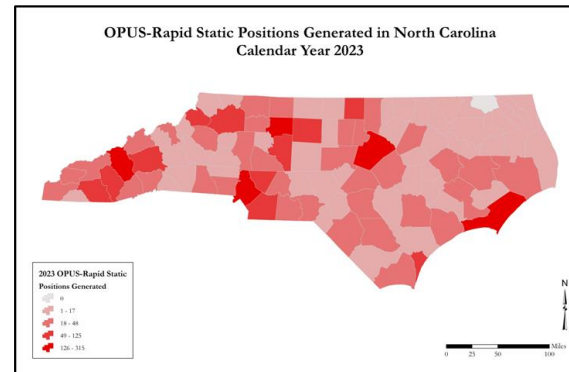 OPUS-Rapid Static Positions Generated in North Carolina
Calendar Year 2023
2023 OPUS-Rapid Static
Positions Generated
0
1 - 17
18 - 48
49 - 125
126 - 315
N
Miles
0 25 50 100